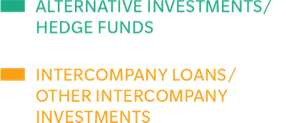 ALTERNATIVE INVESTMENTS/
HEDGE FUNDS
INTERCOMPANY LOANS/
OTHER INTERCOMPANY
INVESTMENTS